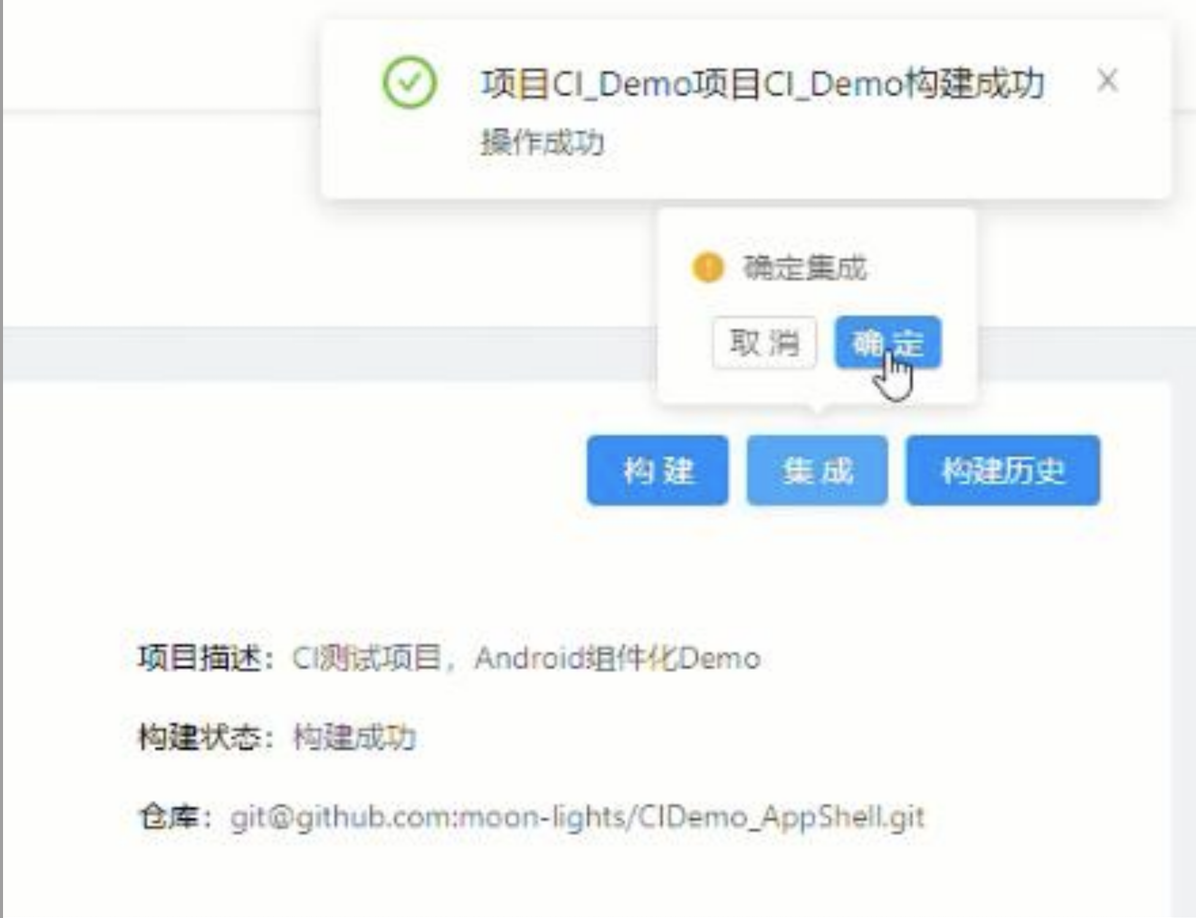 项目CI_Demo项目CI_Demo构建成功
操作成功
确定集成
取 消 确 定
构 建 集 成 构建历史
项目描述：CI测试项目，Android组件化Demo
构建状态：构建成功
仓库：git@github.com:moon-lights/CIDemo_AppShell.git